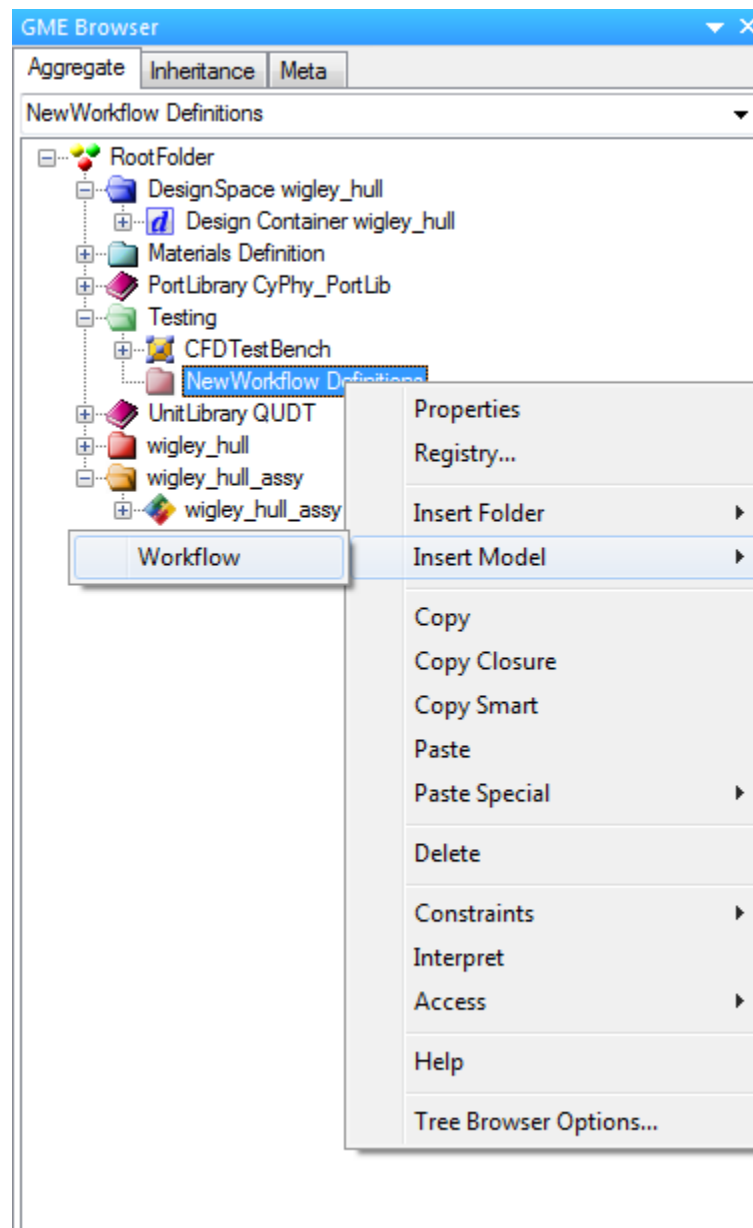 GME Browser
Aggregate Inheritance Meta
NewWorkflow Definitions
RootFolder
DesignSpace wigley_hull
d Design Container wigley_hull
Materials Definition
PortLibrary CyPhy_PortLib
Testing
CFDTestBench
NewWorkflow Definitions
UnitLibrary QUDT
wigley_hull
wigley_hull_assy
wigley_hull_assy
Workflow
Properties
Registry...
Insert Folder
Insert Model
Copy
Copy Closure
Copy Smart
Paste
Paste Special
Delete
Constraints
Interpret
Access
Help
Tree Browser Options...